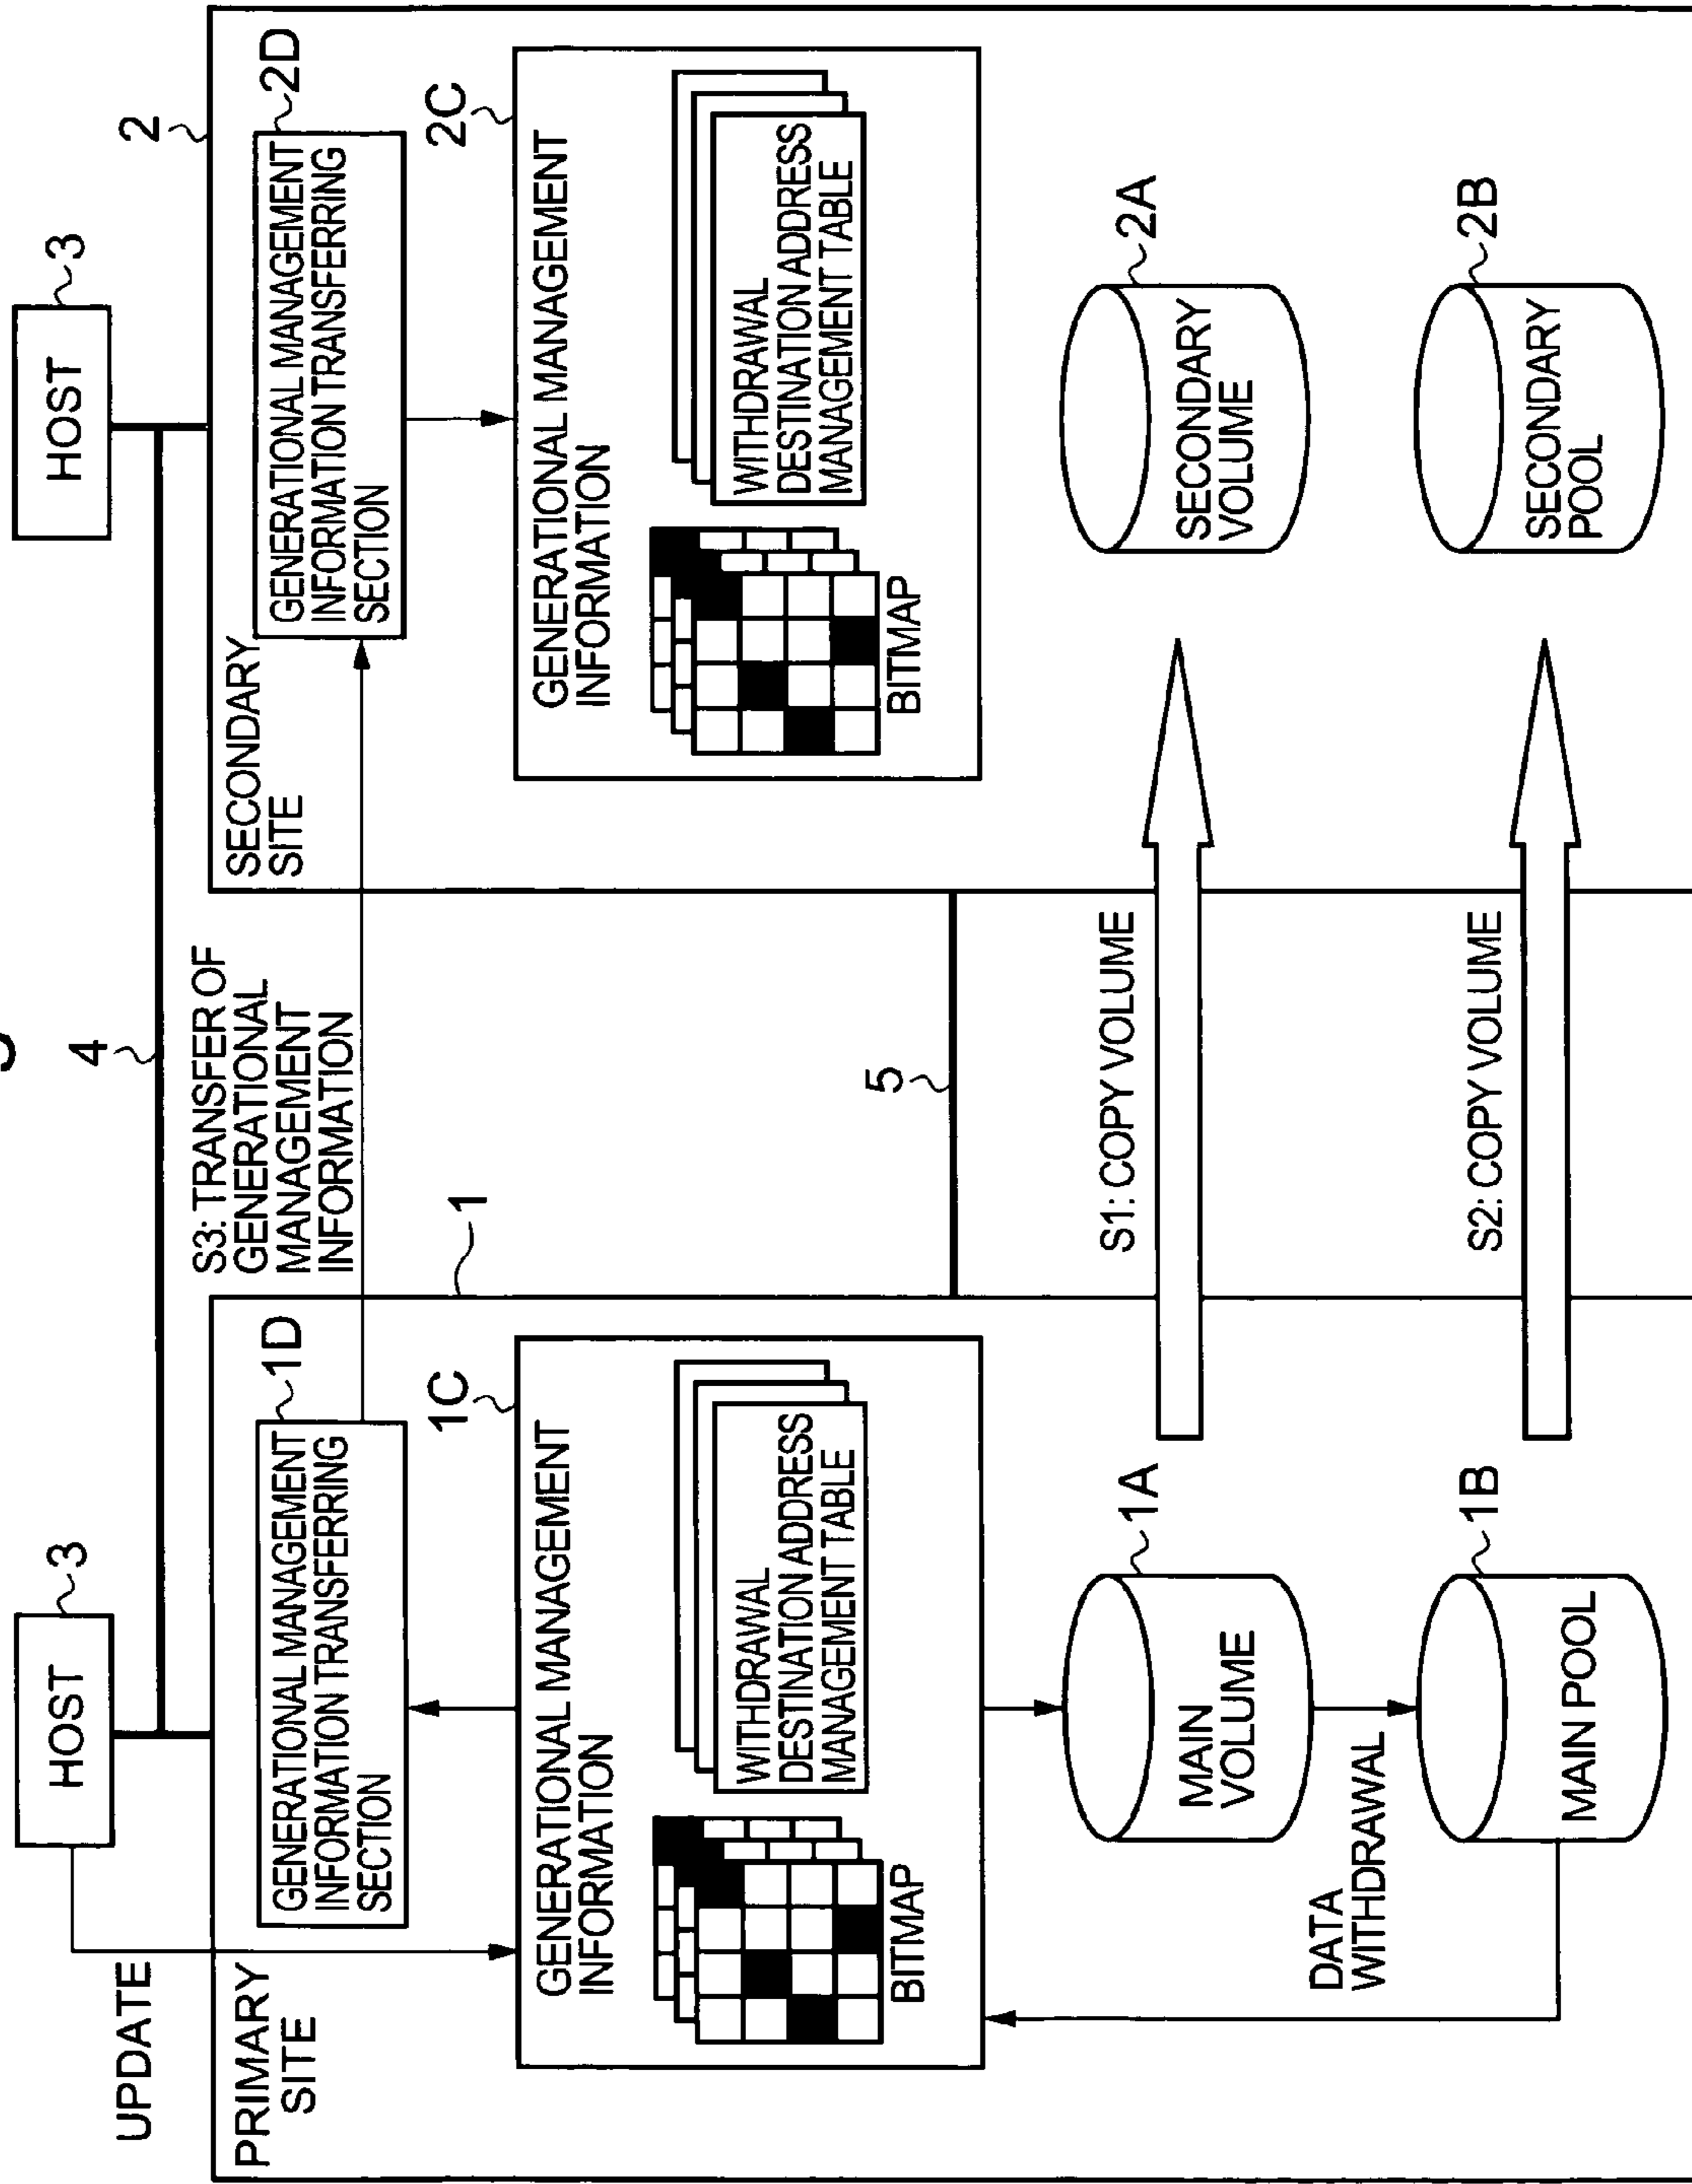 HOST
3
HOST
3
UPDATE
4
PRIMARY
SITE
1D
GENERATIONAL MANAGEMENT
INFORMATION TRANSFERRING
SECTION
S3: TRANSFER OF
GENERATIONAL
MANAGEMENT
INFORMATION
1
SECONDARY
SITE
2
2D
GENERATIONAL MANAGEMENT
INFORMATION TRANSFERRING
SECTION
1C
GENERATIONAL MANAGEMENT
INFORMATION
BITMAP
WITHDRAWAL
DESTINATION ADDRESS
MANAGEMENT TABLE
2C
GENERATIONAL MANAGEMENT
INFORMATION
BITMAP
WITHDRAWAL
DESTINATION ADDRESS
MANAGEMENT TABLE
5
1A
MAIN
VOLUME
S1: COPY VOLUME
2A
SECONDARY
VOLUME
DATA
WITHDRAWAL
1B
MAIN POOL
S2: COPY VOLUME
2B
SECONDARY
POOL